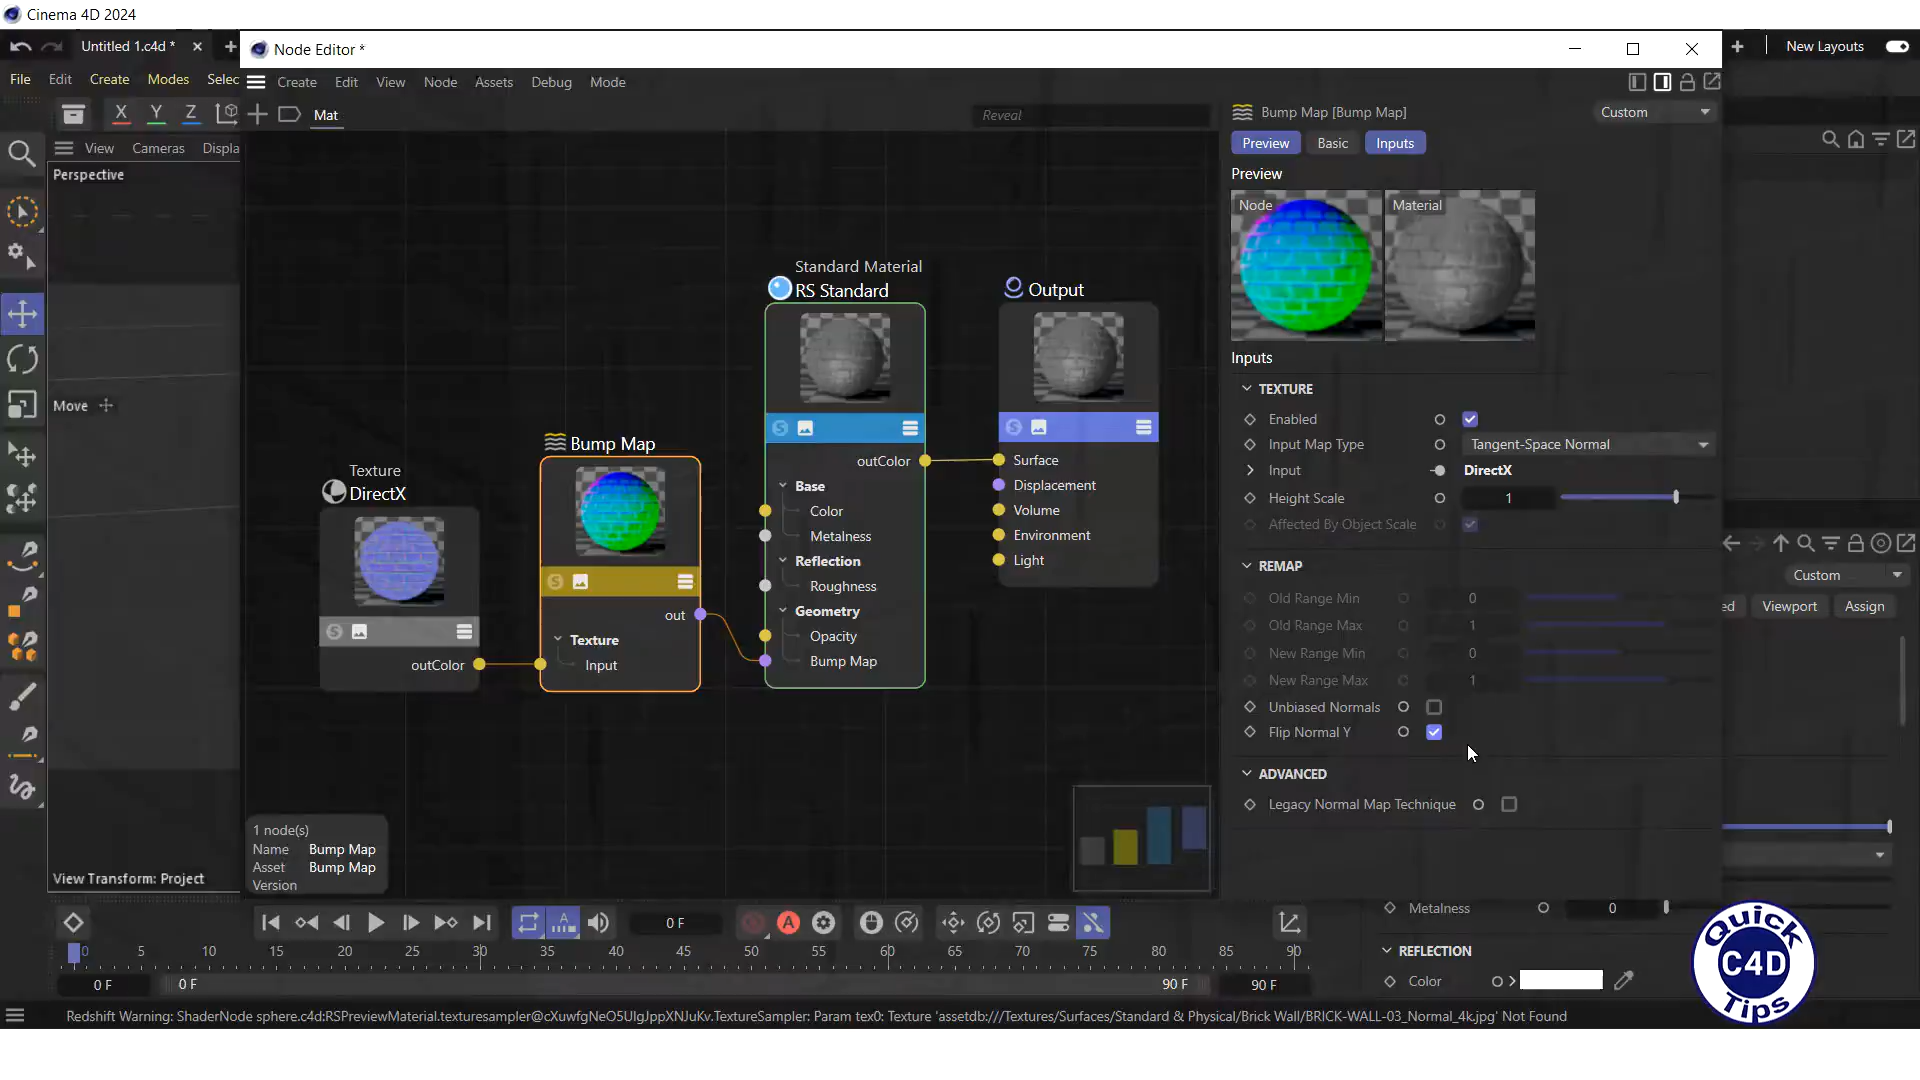 Cinema 4D 2024
Untitled 1.c4d *
Node Editor *
New Layouts
File Edit Create Modes Selec
Create Edit View Node Assets Debug Mode
X Y Z
Mat
Reveal
Bump Map [Bump Map]
Custom
View Cameras Displa
Preview Basic Inputs
Perspective
Preview
Node
Material
Standard Material
RS Standard
Output
Inputs
TEXTURE
Enabled
Input Map Type
Tangent-Space Normal
Input
DirectX
Height Scale
1
Affected By Object Scale
Move
Bump Map
Texture
DirectX
outColor
Surface
Base
Displacement
Color
Volume
Metalness
Environment
Reflection
Light
Roughness
Geometry
out
Opacity
Texture
Bump Map
outColor
Input
REMAP
Old Range Min
0
Old Range Max
1
New Range Min
0
New Range Max
1
Unbiased Normals
Flip Normal Y
ADVANCED
Legacy Normal Map Technique
Custom
ed Viewport Assign
1 node(s)
Name Bump Map
Asset Bump Map
Version
View Transform: Project
0 F
A
0 5 10 15 20 25 30 35 40 45 50 55 60 65 70 75 80 85 90
0 F
0 F
90 F
90 F
Metalness
0
REFLECTION
Color
Quick
C4D
Tips
Redshift Warning: ShaderNode sphere.c4d:RSPreviewMaterial.texturesampler@cXuwfgNeO5UIgJppXNJuKv.TextureSampler: Param tex0: Texture 'assetdb:///Textures/Surfaces/Standard & Physical/Brick Wall/BRICK-WALL-03_Normal_4k.jpg' Not Found